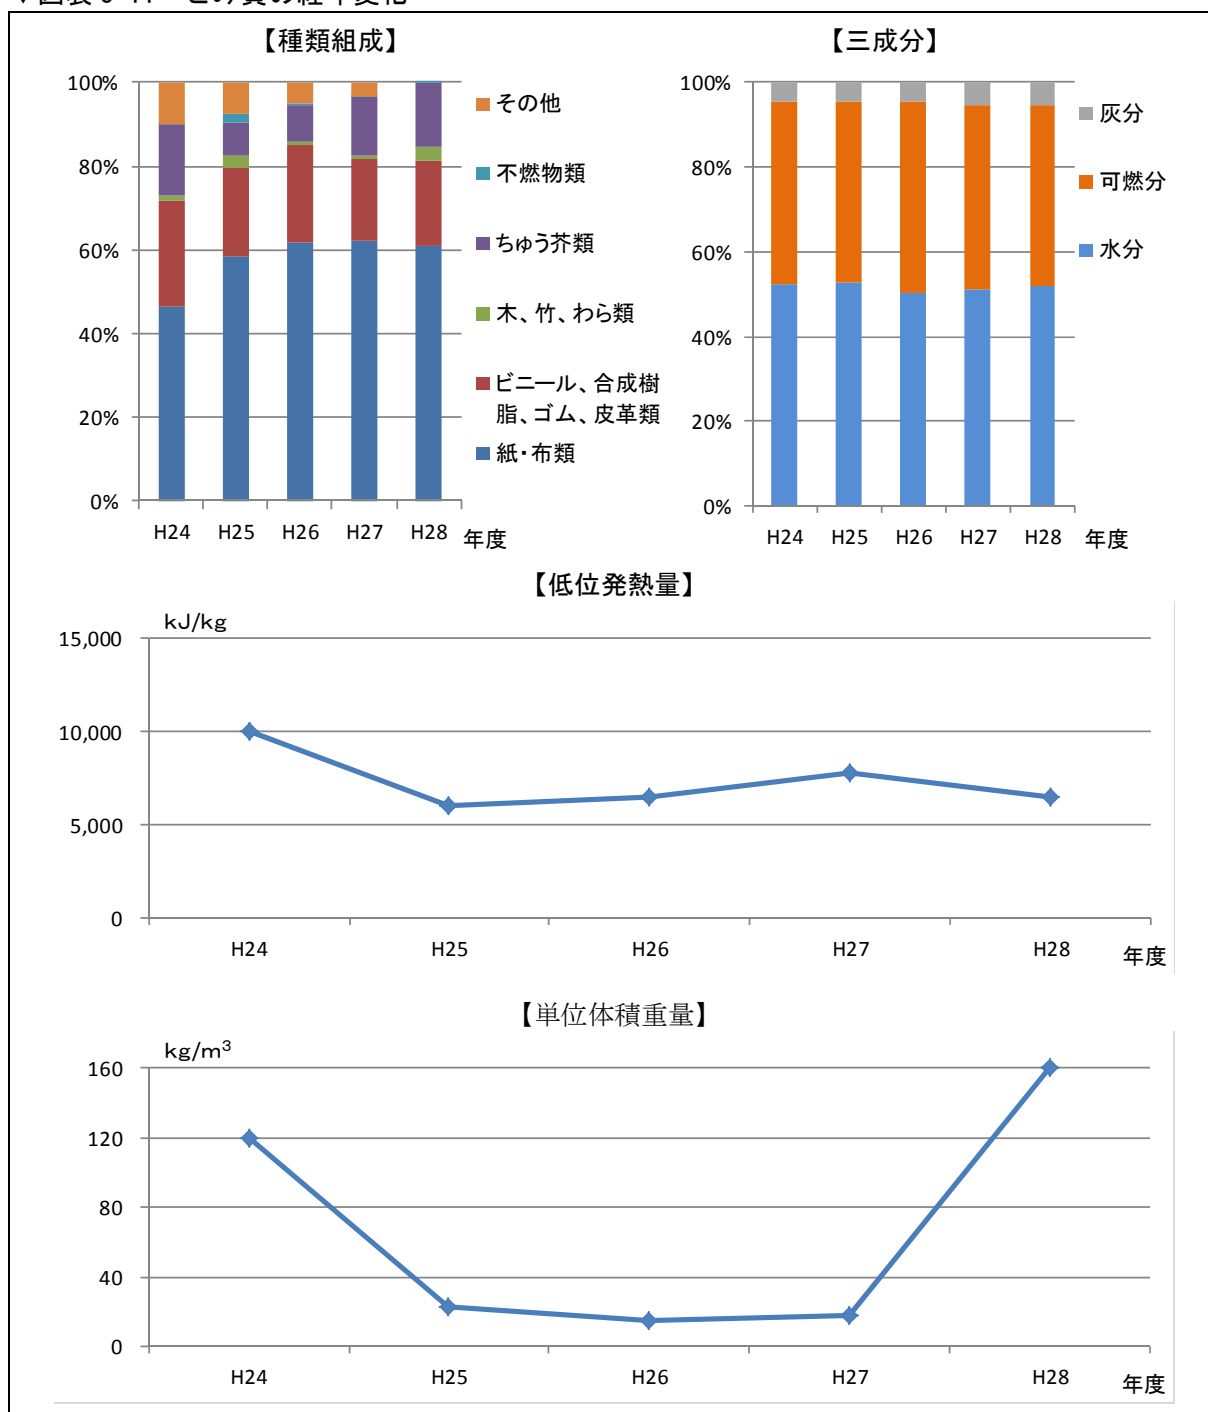 【種類組成】
100%
80%
60%
40%
20%
0%
H24 H25 H26 H27 H28 年度
その他
不燃物類
ちゅう芥類
木、竹、わら類
ビニール、合成樹
脂、ゴム、皮革類
紙・布類
【三成分】
100%
80%
60%
40%
20%
0%
H24 H25 H26 H27 H28 年度
灰分
可燃分
水分
【低位発熱量】
kJ/kg
15,000
10,000
5,000
0
H24 H25 H26 H27 H28 年度
【単位体積重量】
kg/m³
160
120
80
40
0
H24 H25 H26 H27 H28 年度